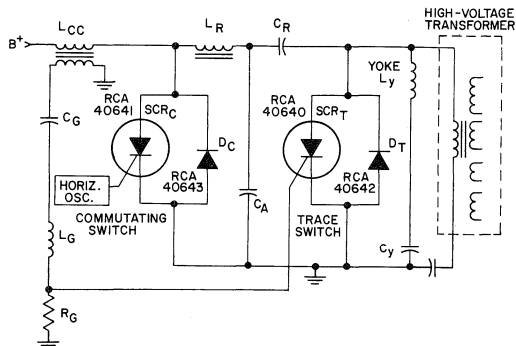 HIGH-VOLTAGE
TRANSFORMER
LCC
B+
LR
CR
YOKE
Ly
RCA
40641
SCRC
RCA
40640
SCRT
CG
DC
DT
HORIZ.
OSC.
RCA
40643
RCA
40642
COMMUTATING
SWITCH
CA
TRACE
SWITCH
Cy
LG
RG